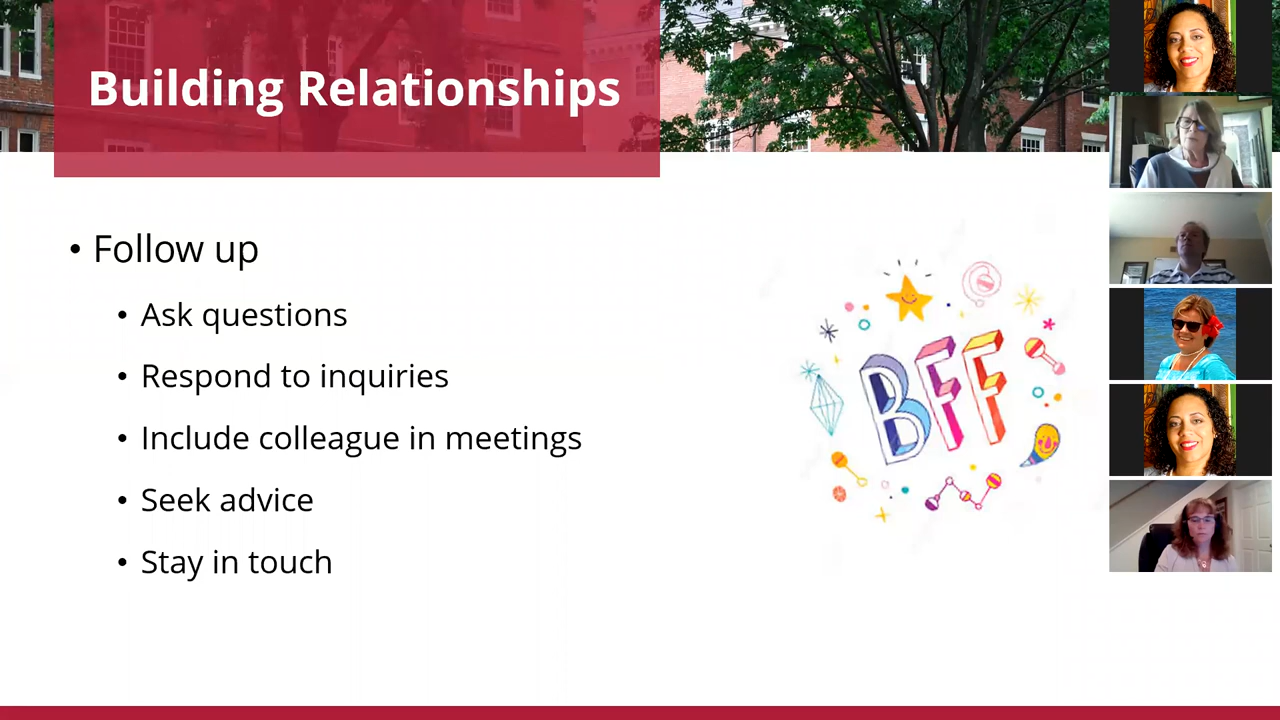 Building Relationships
• Follow up
• Ask questions
• Respond to inquiries
• Include colleague in meetings
• Seek advice
• Stay in touch
BFF